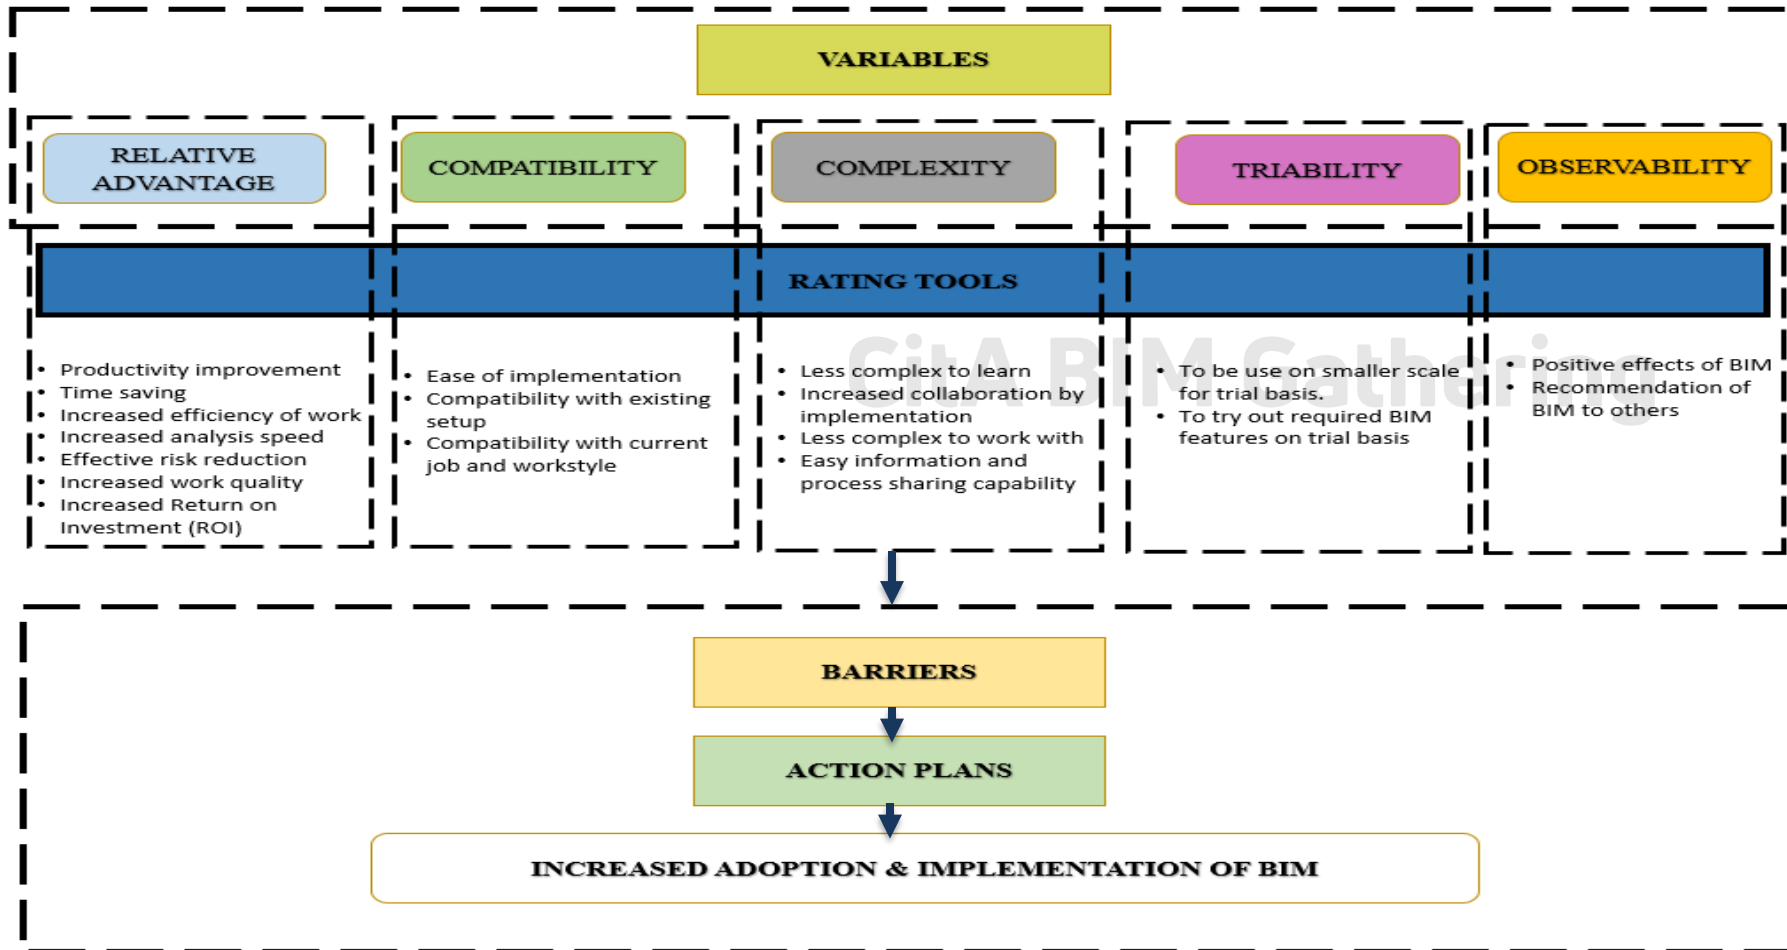 VARIABLES
RELATIVE
ADVANTAGE
COMPATIBILITY
COMPLEXITY
TRIABILITY
OBSERVABILITY
RATING TOOLS
CitA BIM Gathering
• Productivity improvement
• Time saving
• Increased efficiency of work
• Increased analysis speed
• Effective risk reduction
• Increased work quality
• Increased Return on
Investment (ROI)
• Ease of implementation
• Compatibility with existing
setup
• Compatibility with current
job and workstyle
• Less complex to learn
• Increased collaboration by
implementation
• Less complex to work with
• Easy information and
process sharing capability
• To be use on smaller scale
for trial basis.
• To try out required BIM
features on trial basis
• Positive effects of BIM
• Recommendation of
BIM to others
BARRIERS
ACTION PLANS
INCREASED ADOPTION & IMPLEMENTATION OF BIM